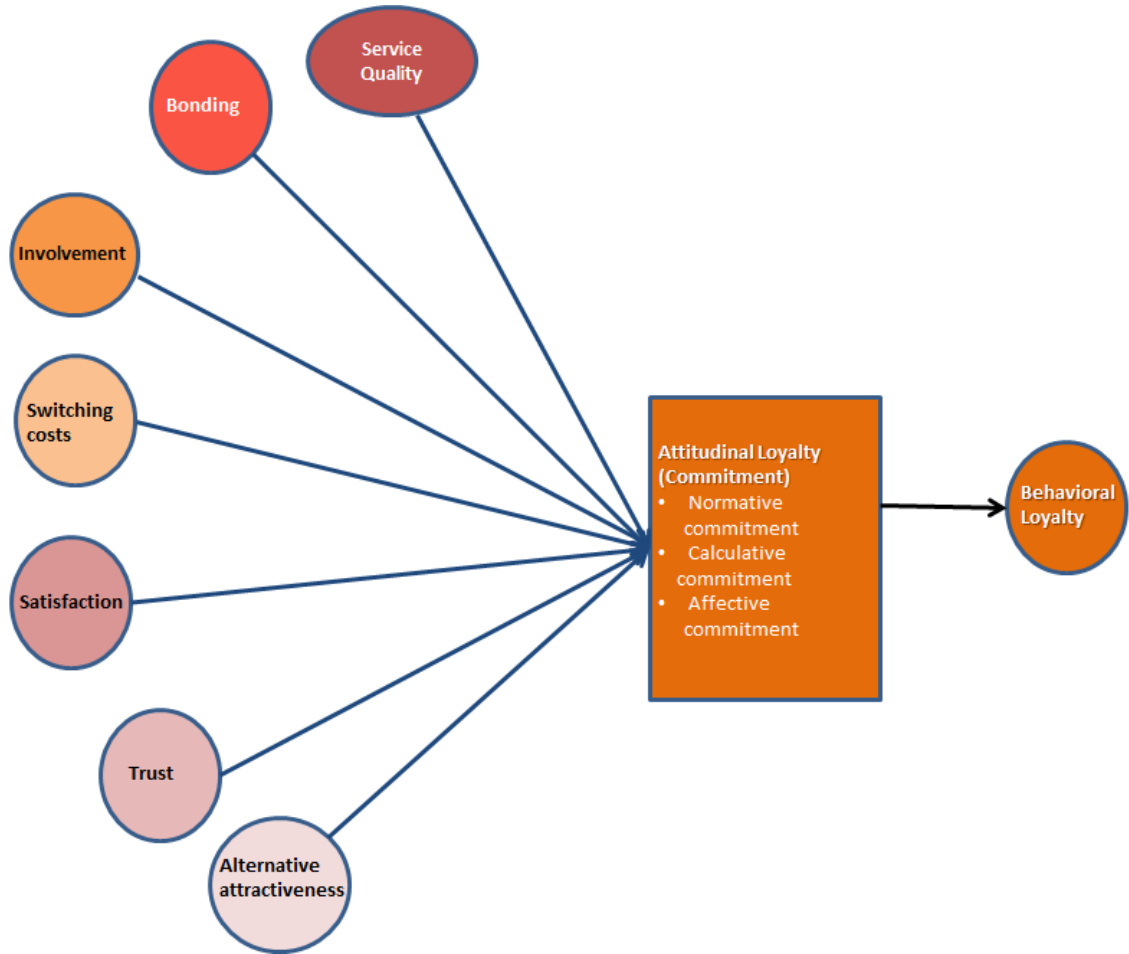 Service
Quality
Bonding
Involvement
Switching
costs
Satisfaction
Trust
Alternative
attractiveness
Attitudinal Loyalty
(Commitment)
• Normative
commitment
• Calculative
commitment
• Affective
commitment
Behavioral
Loyalty